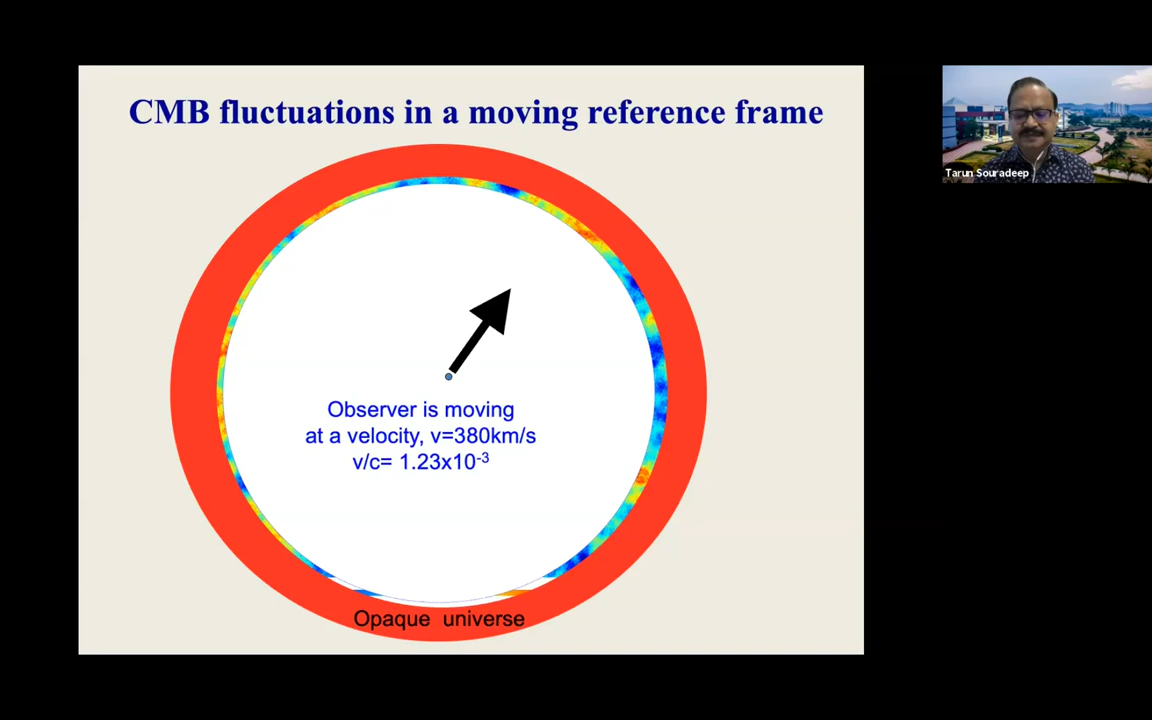 CMB fluctuations in a moving reference frame
Tarun Souradeep
Observer is moving
at a velocity, v=380km/s
v/c= 1.23x10⁻³
Opaque universe